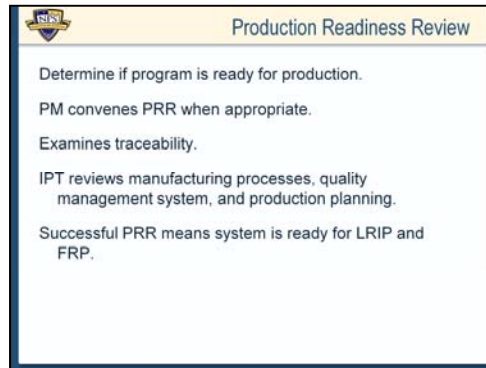 NPS
Production Readiness Review
Determine if program is ready for production.
PM convenes PRR when appropriate.
Examines traceability.
IPT reviews manufacturing processes, quality
management system, and production planning.
Successful PRR means system is ready for LRIP and
FRP.